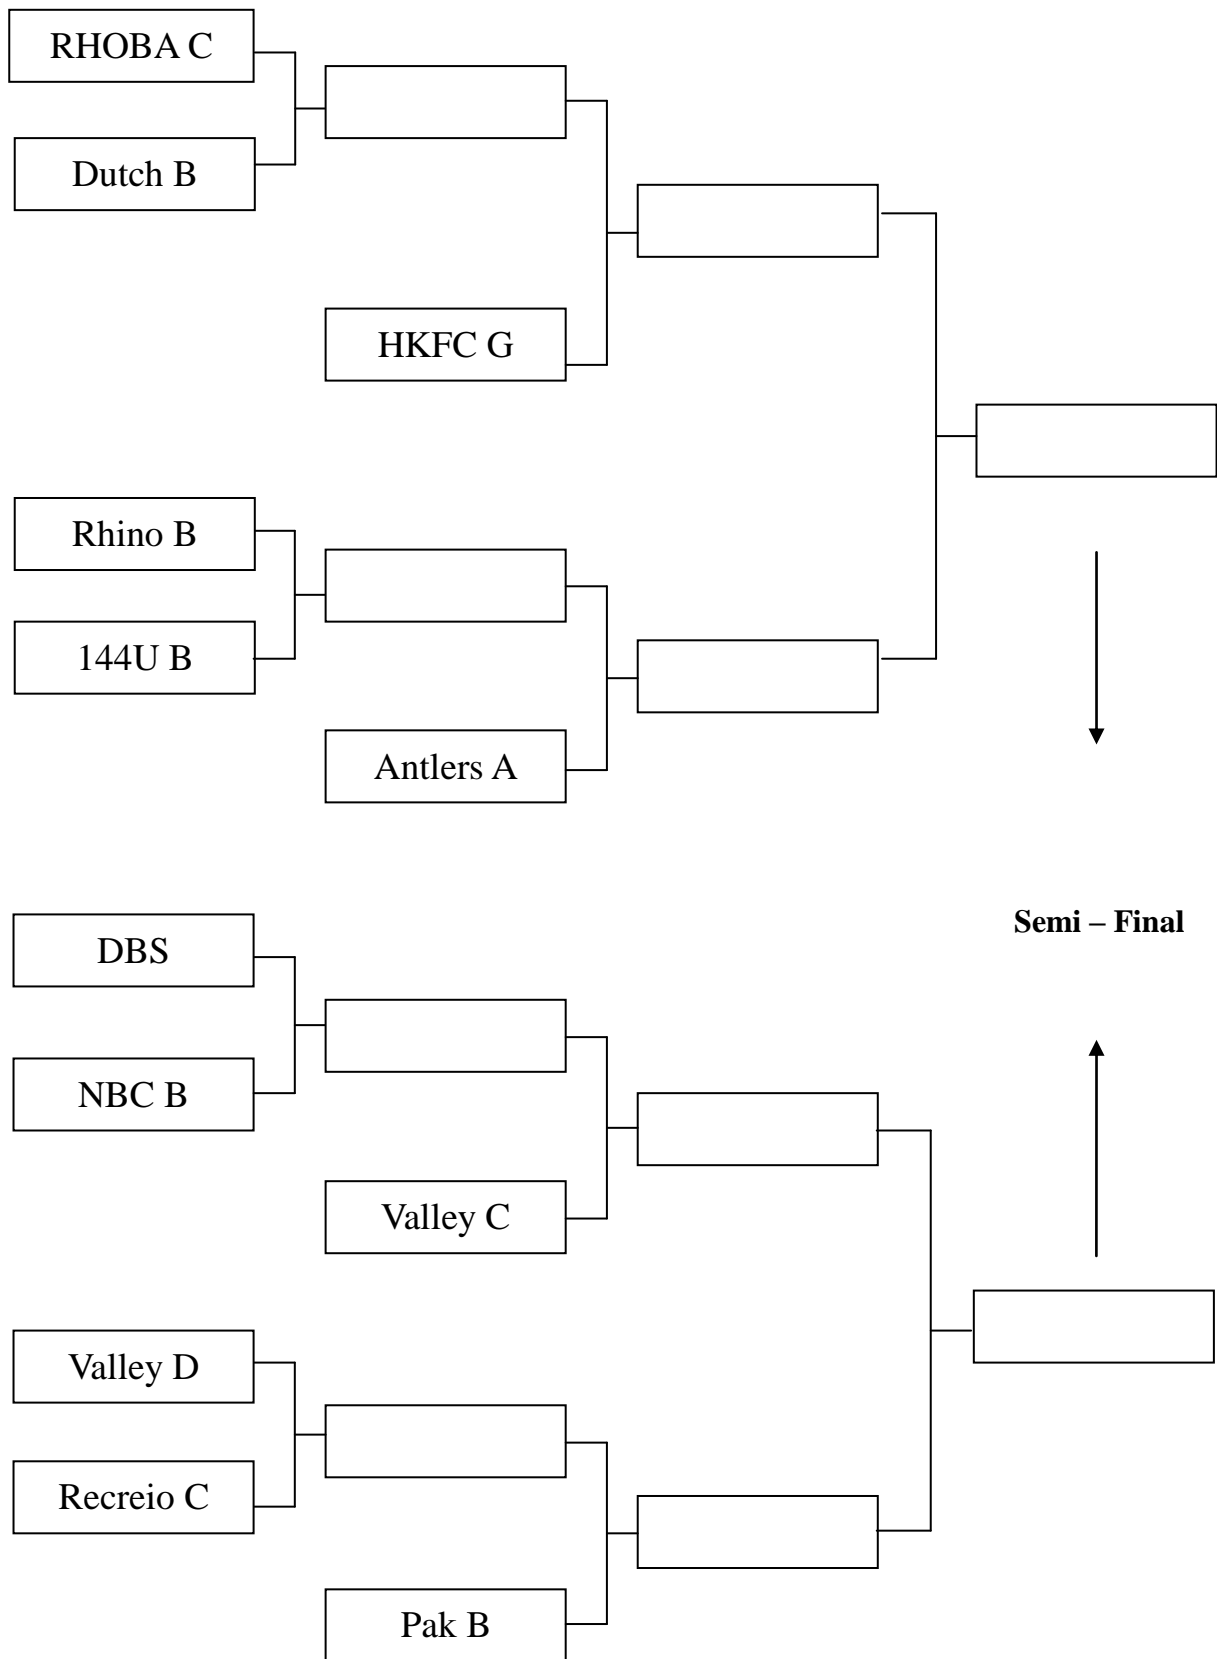 RHOBA C
Dutch B
HKFC G
Rhino B
144U B
Antlers A
Semi – Final
DBS
NBC B
Valley C
Valley D
Recreio C
Pak B